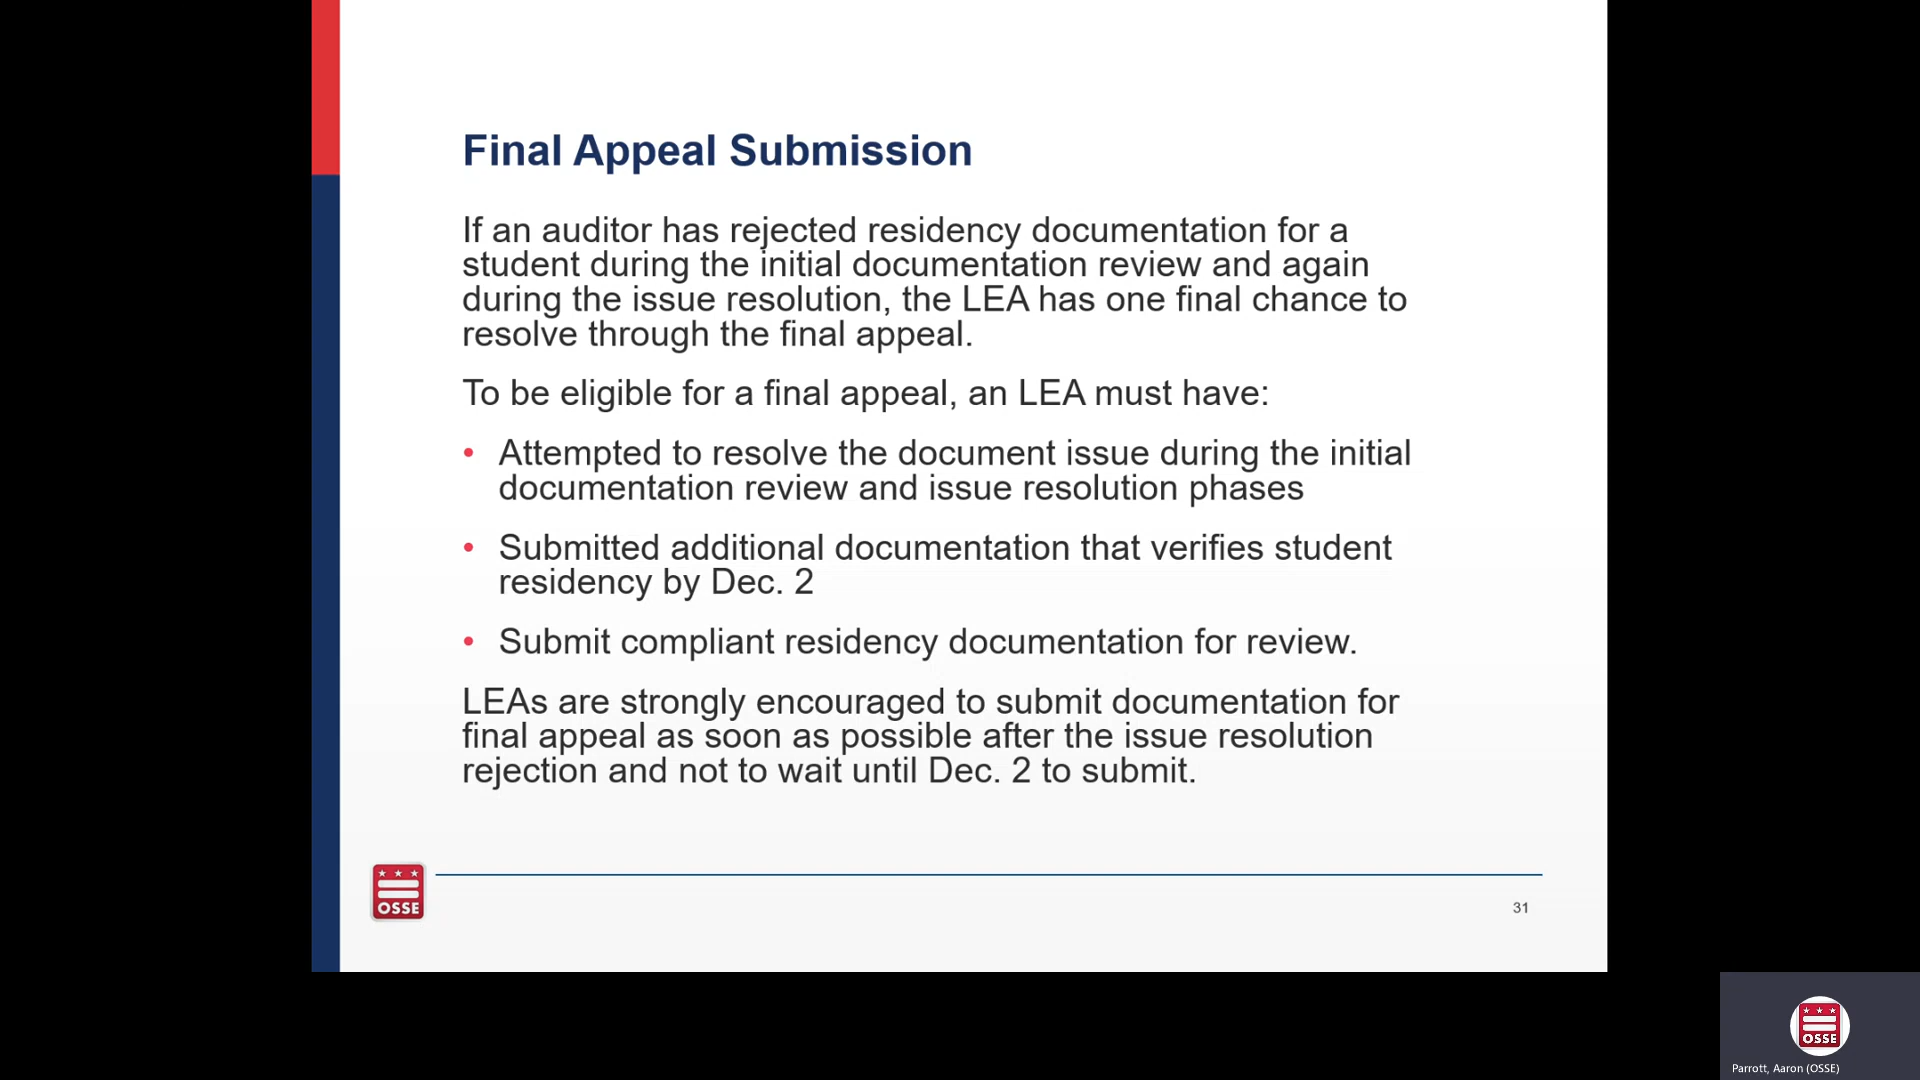 Final Appeal Submission
If an auditor has rejected residency documentation for a
student during the initial documentation review and again
during the issue resolution, the LEA has one final chance to
resolve through the final appeal.
To be eligible for a final appeal, an LEA must have:
• Attempted to resolve the document issue during the initial
documentation review and issue resolution phases
• Submitted additional documentation that verifies student
residency by Dec. 2
• Submit compliant residency documentation for review.
LEAs are strongly encouraged to submit documentation for
final appeal as soon as possible after the issue resolution
rejection and not to wait until Dec. 2 to submit.
OSSE
31
OSSE
Parrott, Aaron (OSSE)